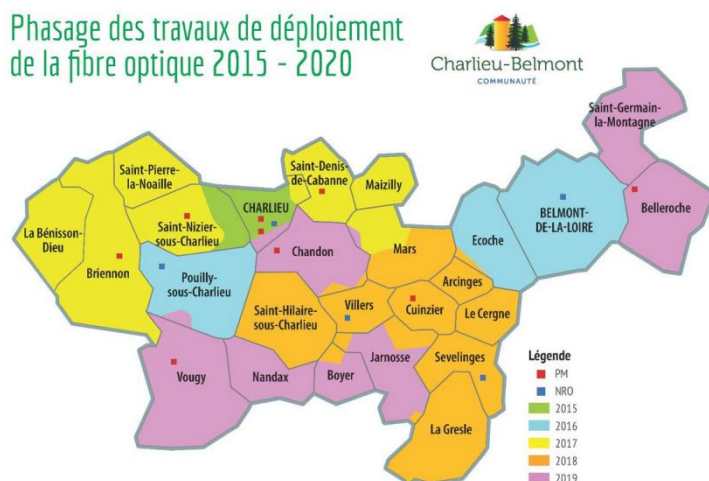 Phasage des travaux de déploiement
de la fibre optique 2015 - 2020
Charlieu-Belmont
COMMUNAUTÉ
Saint-Germain-
la-Montagne
Saint-Pierre-
la-Noaille
Saint-Denis-
de-Cabanne
Maizilly
CHARLIEU
BELMONT-
DE-LA-LOIRE
Belleroche
La Bénisson-
Dieu
Saint-Nizier-
sous-Charlieu
Chandon
Mars
Ecoche
Briennon
Pouilly-
sous-Charlieu
Arcinges
Saint-Hilaire-
sous-Charlieu
Villers
Cuinzier
Le Cergne
Vougy
Nandax
Boyer
Jarnosse
Sevelinges
La Gresle
Légende
PM
NRO
2015
2016
2017
2018
2019